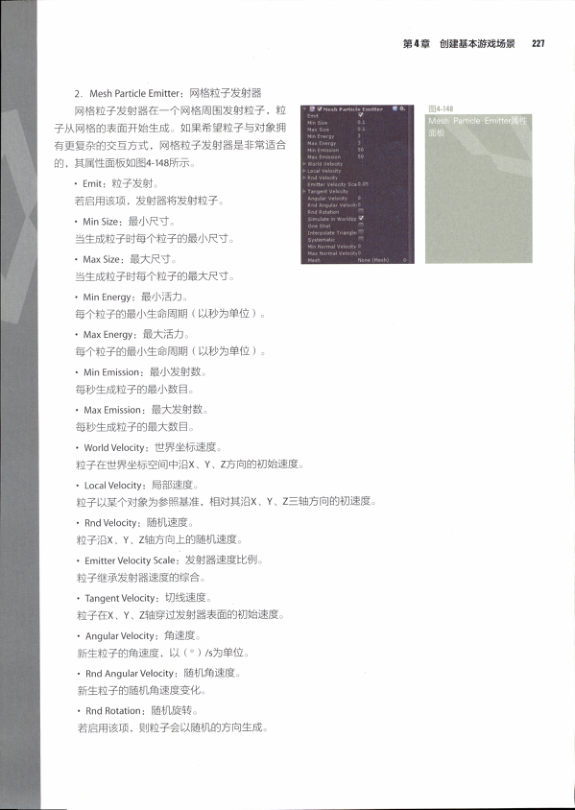 第4章 创建基本游戏场景 227
2．Mesh Particle Emitter：网格粒子发射器
网格粒子发射器在一个网格周围发射粒子，粒
子从网格的表面开始生成。如果希望粒子与对象拥
有更复杂的交互方式，网格粒子发射器是非常适合
的，其属性面板如图4-148所示。
• Emit：粒子发射。
若启用该项，发射器将发射粒子。
• Min Size：最小尺寸。
当生成粒子时每个粒子的最小尺寸。
• Max Size：最大尺寸。
当生成粒子时每个粒子的最大尺寸。
• Min Energy：最小活力。
每个粒子的最小生命周期（以秒为单位）。
• Max Energy：最大活力。
每个粒子的最小生命周期（以秒为单位）。
• Min Emission：最小发射数。
每秒生成粒子的最小数目。
• Max Emission：最大发射数。
每秒生成粒子的最大数目。
• World Velocity：世界坐标速度。
粒子在世界坐标空间中沿X、Y、Z方向的初始速度。
• Local Velocity：局部速度。
粒子以某个对象为参照基准，相对其沿X、Y、Z三轴方向的初速度。
• Rnd Velocity：随机速度。
粒子沿X、Y、Z轴方向上的随机速度。
• Emitter Velocity Scale：发射器速度比例。
粒子继承发射器速度的综合。
• Tangent Velocity：切线速度。
粒子在X、Y、Z轴穿过发射器表面的初始速度。
• Angular Velocity：角速度。
新生粒子的角速度，以（°）/s为单位。
• Rnd Angular Velocity：随机角速度。
新生粒子的随机角速度变化。
• Rnd Rotation：随机旋转。
若启用该项，则粒子会以随机的方向生成。
Mesh Particle Emitter
Emit
Min Size 0.1
Max Size 0.1
Min Energy 3
Max Energy 3
Min Emission 50
Max Emission 50
World Velocity
Local Velocity
Rnd Velocity
Emitter Velocity Sca 0.05
Tangent Velocity
Angular Velocity 0
Rnd Angular Velocit 0
Rnd Rotation
Simulate in Worldsp
One Shot
Interpolate Triangle
Systematic
Min Normal Velocity 0
Max Normal Velocity 0
Mesh None (Mesh)
图4-148
Mesh Particle Emitter属性
面板